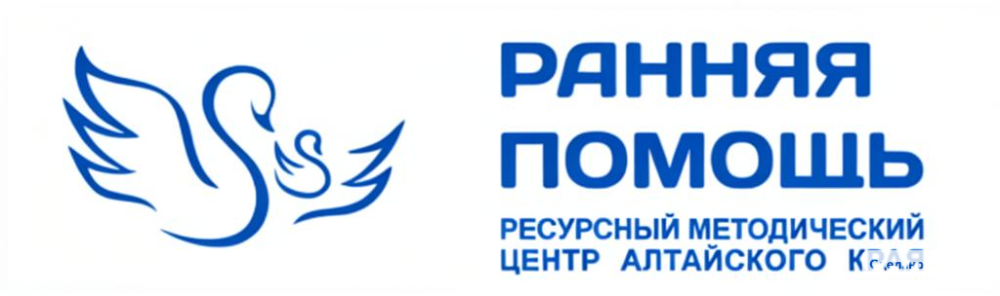 РАННЯЯ
ПОМОЩЬ
РЕСУРСНЫЙ МЕТОДИЧЕСКИЙ
ЦЕНТР АЛТАЙСКОГО КРАЯ